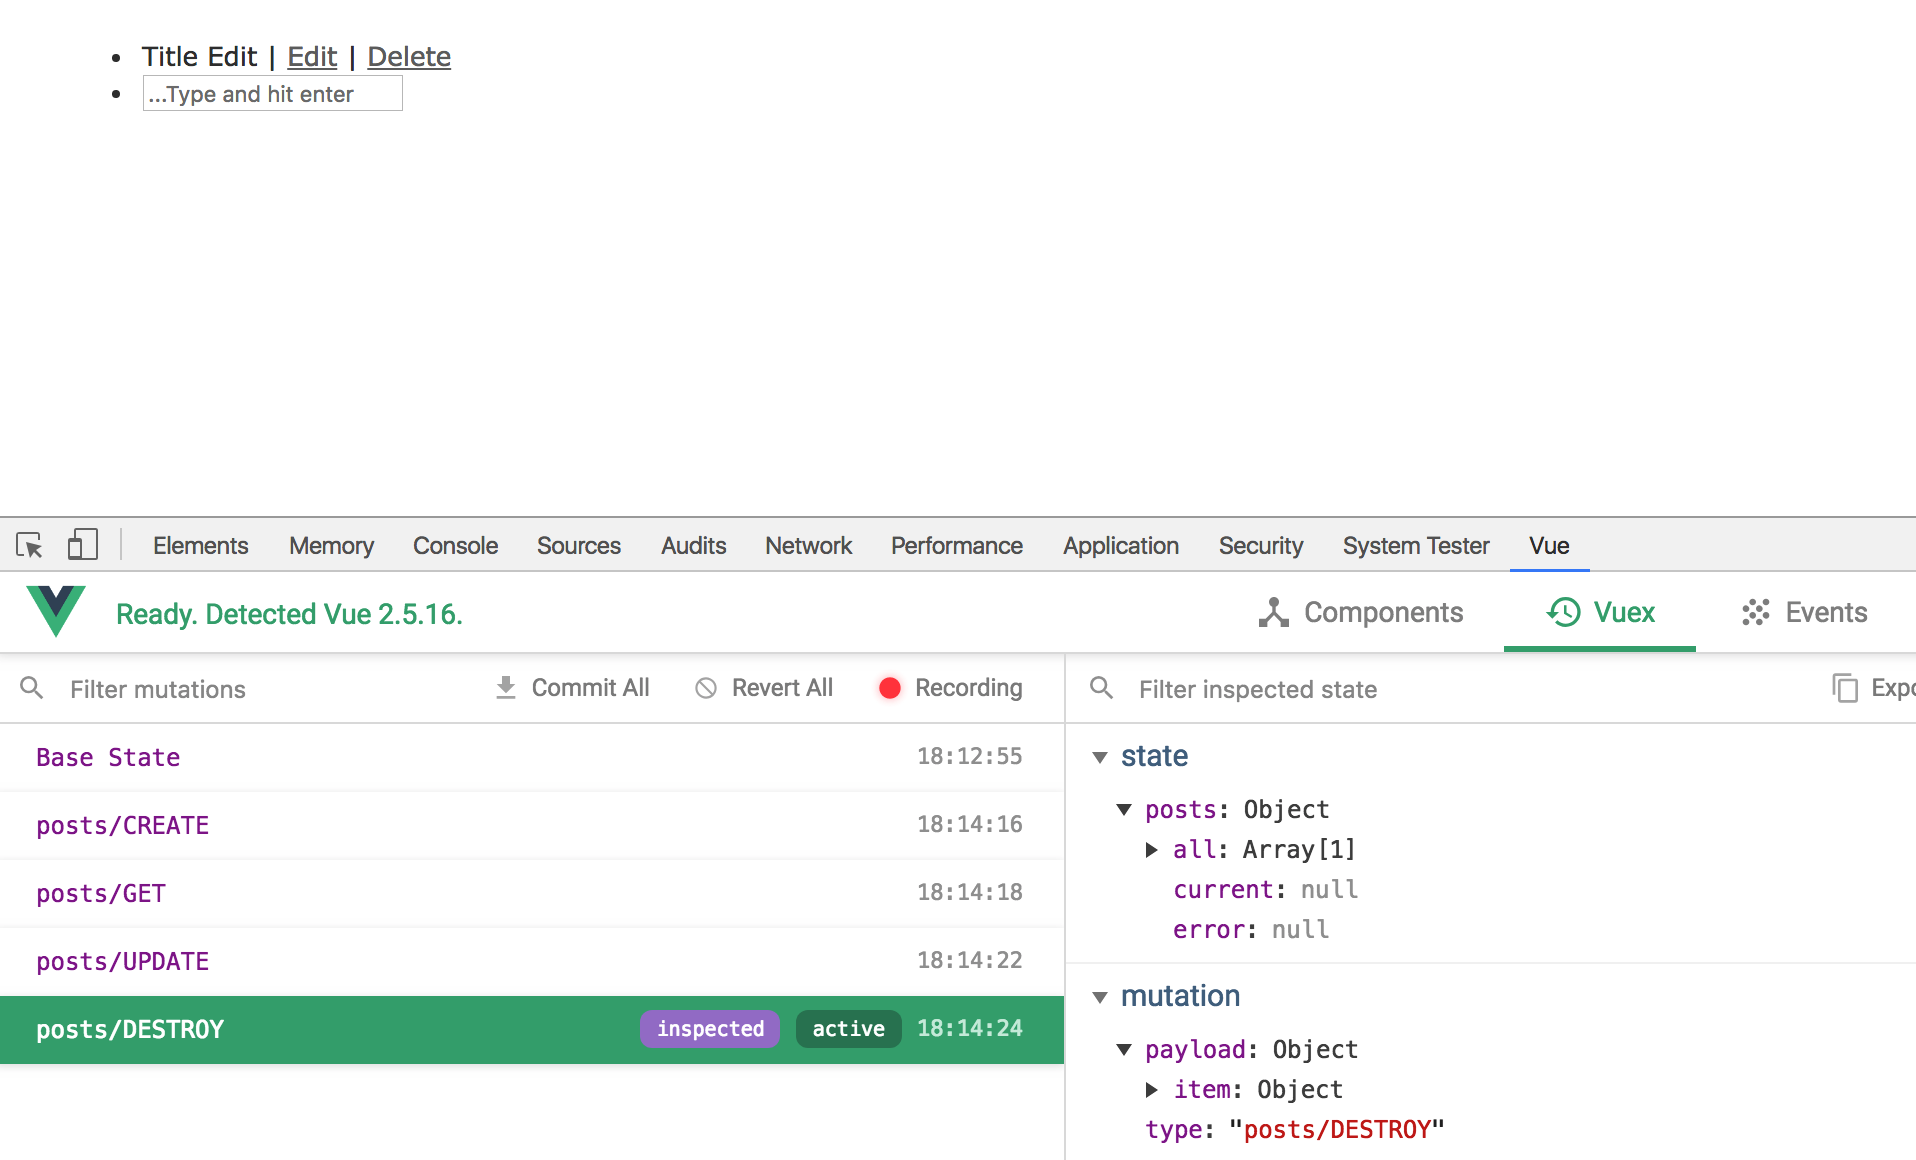 Title Edit | Edit | Delete
...Type and hit enter
Elements Memory Console Sources Audits Network Performance Application Security System Tester Vue
Ready. Detected Vue 2.5.16. Components Vuex Events
Filter mutations Commit All Revert All Recording
Base State 18:12:55
posts/CREATE 18:14:16
posts/GET 18:14:18
posts/UPDATE 18:14:22
posts/DESTROY inspected active 18:14:24
Filter inspected state Expo
state
posts: Object
all: Array[1]
current: null
error: null
mutation
payload: Object
item: Object
type: "posts/DESTROY"